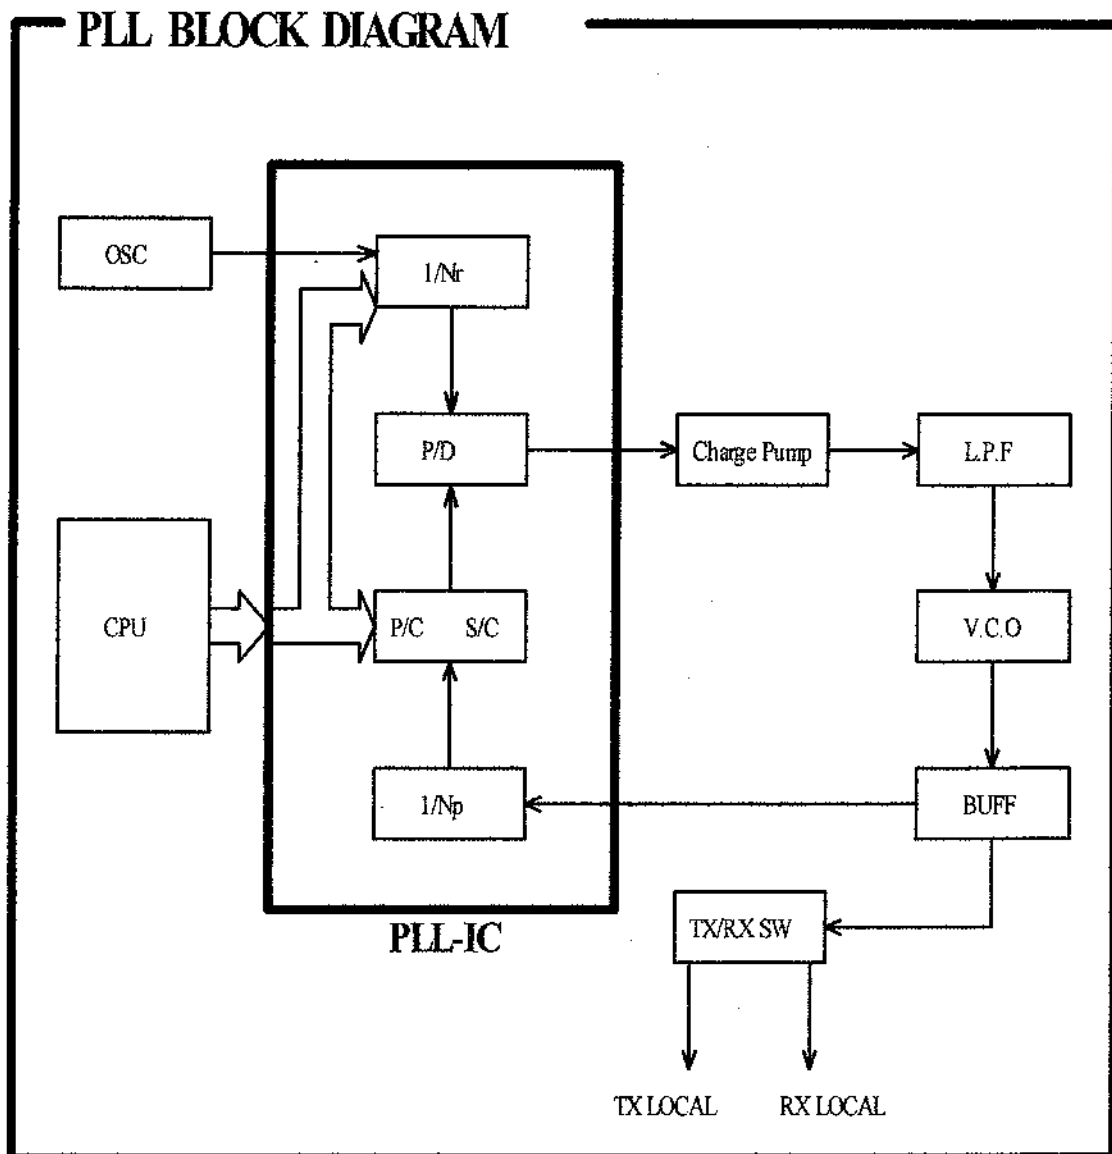 PLL BLOCK DIAGRAM
OSC
1/Nr
P/D
Charge Pump
L.P.F
CPU
P/C S/C
V.C.O
1/Np
BUFF
PLL-IC
TX/RX SW
TX LOCAL RX LOCAL